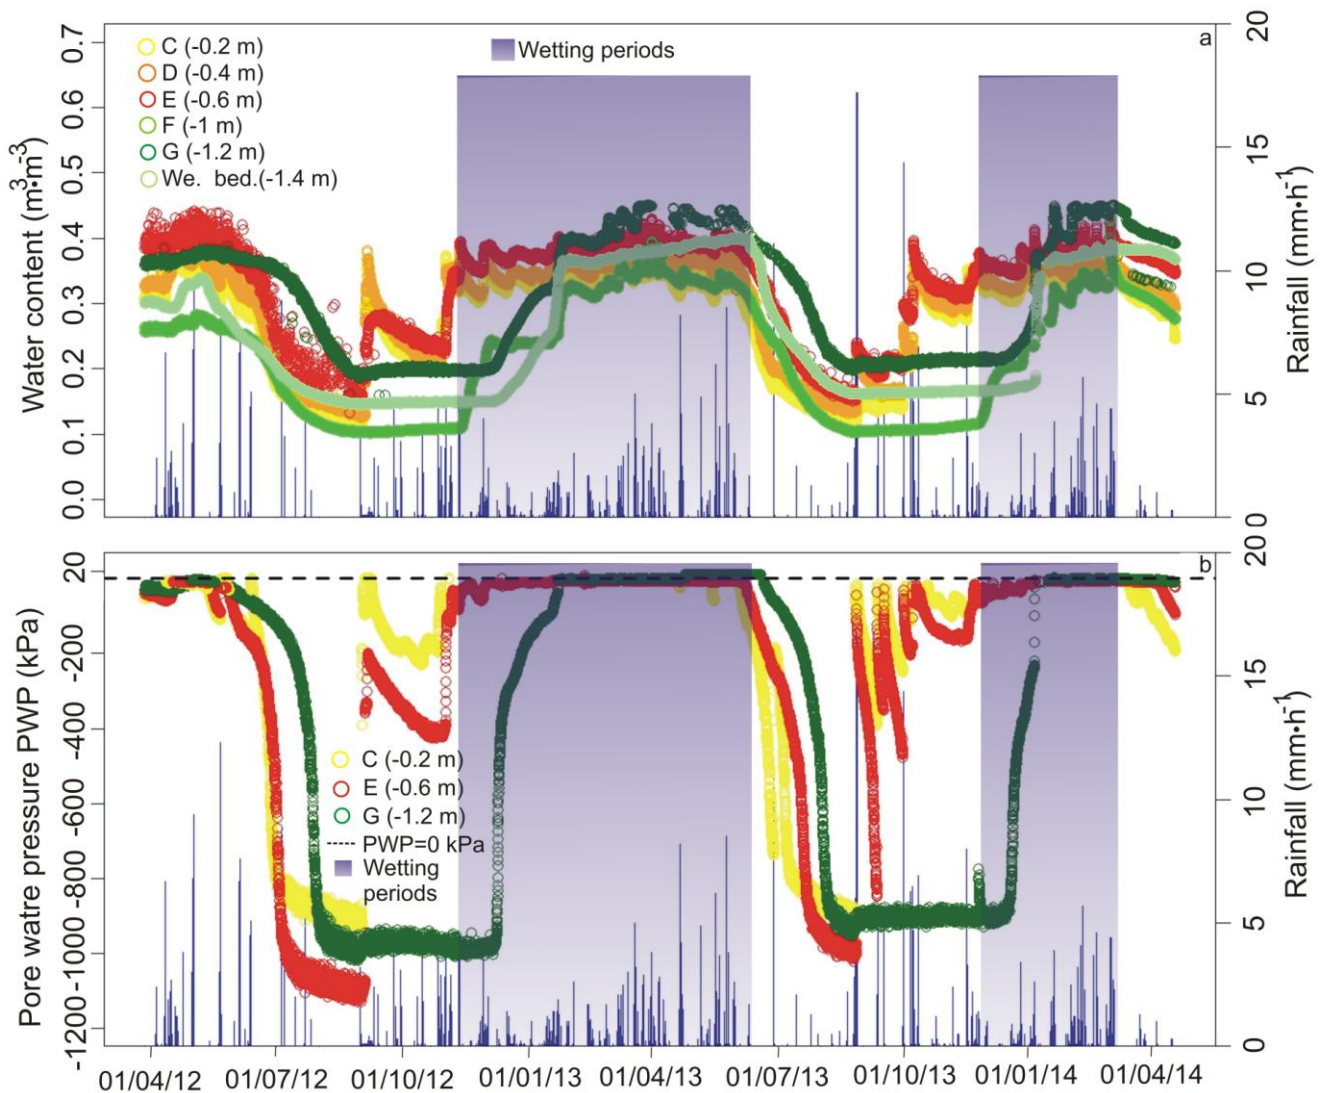 a
C (-0.2 m)
D (-0.4 m)
E (-0.6 m)
F (-1 m)
G (-1.2 m)
We. bed.(-1.4 m)
Wetting periods
Water content (m³·m⁻³)
0.7
0.6
0.5
0.4
0.3
0.2
0.1
0.0
Rainfall (mm·h⁻¹)
20
15
10
5
0
b
Pore watre pressure PWP (kPa)
20
-200
-400
-600
-800
-1000
-1200
C (-0.2 m)
E (-0.6 m)
G (-1.2 m)
PWP=0 kPa
Wetting
periods
Rainfall (mm·h⁻¹)
20
15
10
5
0
01/04/12 01/07/12 01/10/12 01/01/13 01/04/13 01/07/13 01/10/13 01/01/14 01/04/14